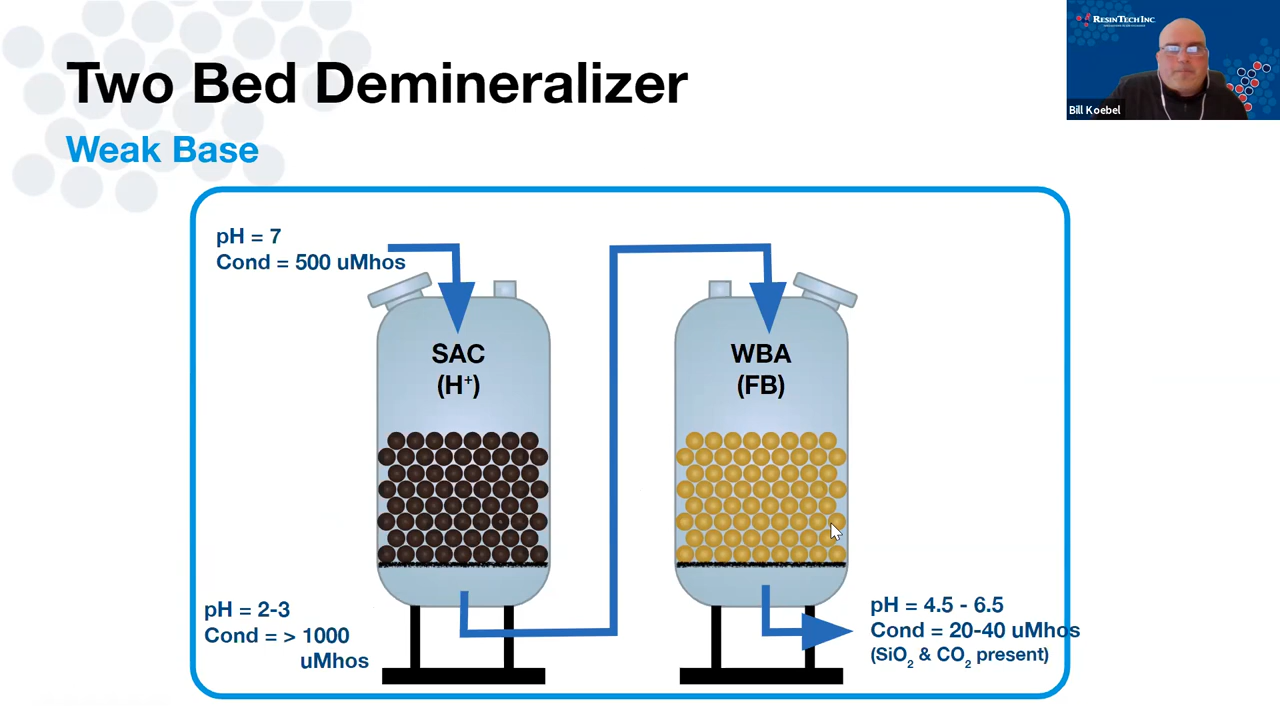 Two Bed Demineralizer
Weak Base
RESINTECH INC
Bill Koebel
pH = 7
Cond = 500 uMhos
SAC
(H⁺)
WBA
(FB)
pH = 2-3
Cond = > 1000
uMhos
pH = 4.5 - 6.5
Cond = 20-40 uMhos
(SiO₂ & CO₂ present)